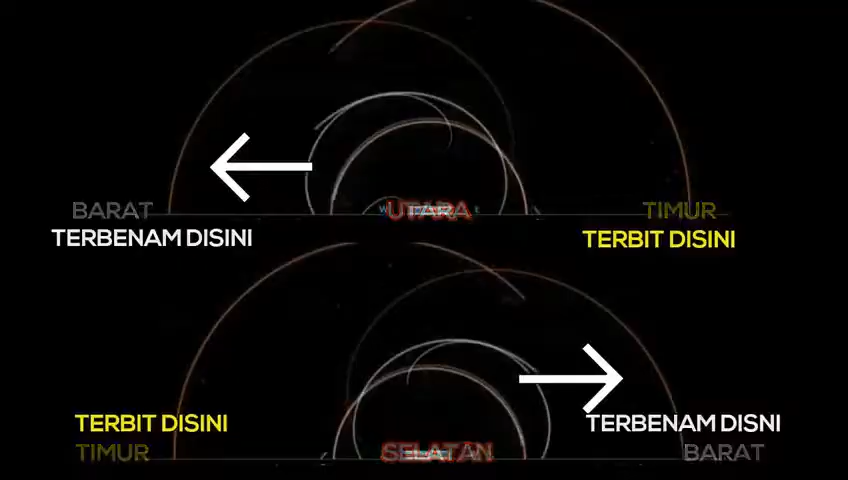 BARAT
UTARA
TIMUR
TERBENAM DISINI
TERBIT DISINI
TERBIT DISINI
TERBENAM DISNI
TIMUR
SELATAN
BARAT